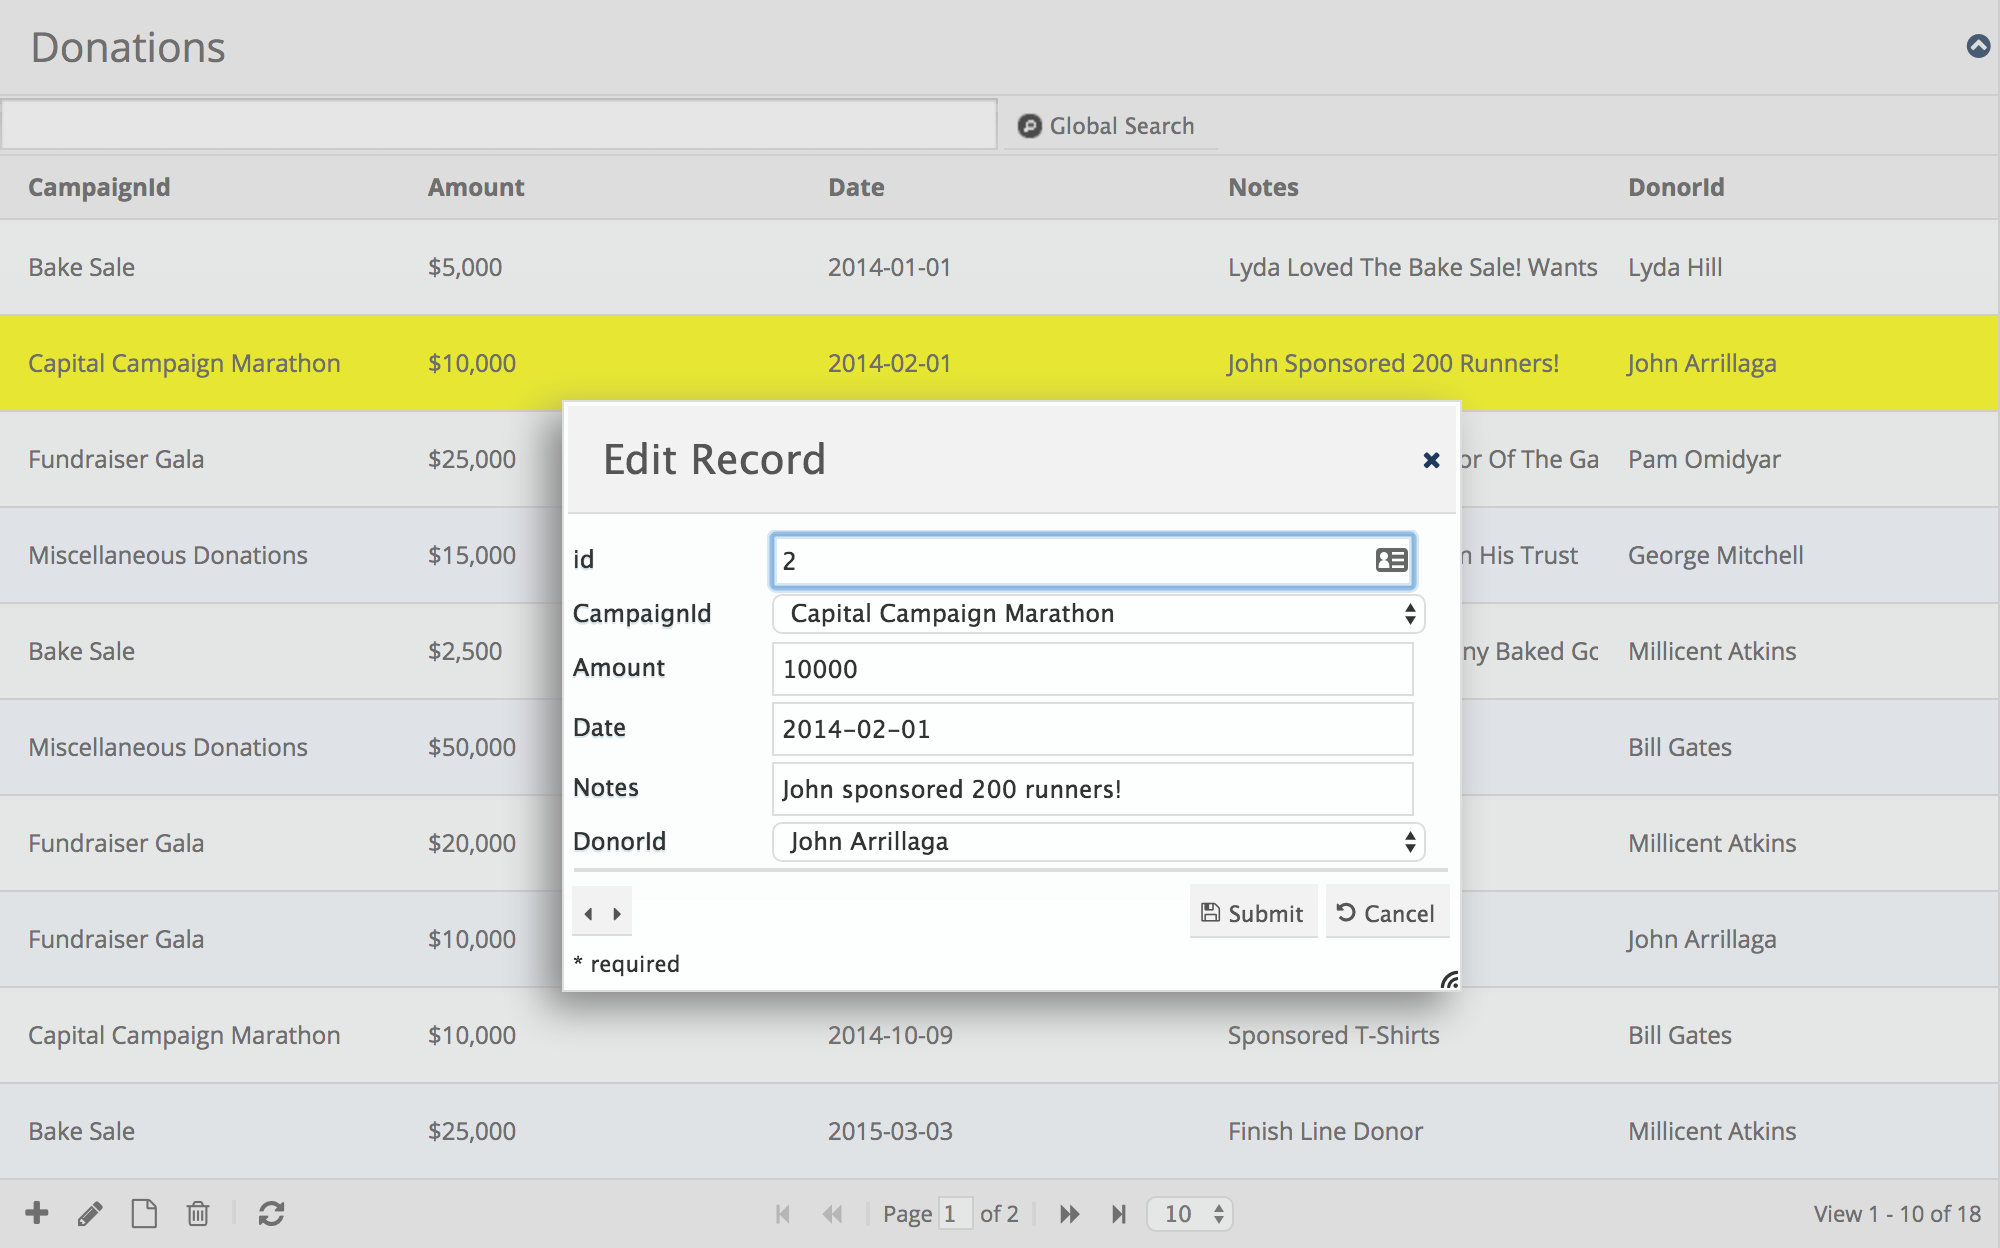 Donations
Global Search
CampaignId Amount Date Notes DonorId
Bake Sale $5,000 2014-01-01 Lyda Loved The Bake Sale! Wants Lyda Hill
Capital Campaign Marathon $10,000 2014-02-01 John Sponsored 200 Runners! John Arrillaga
Fundraiser Gala $25,000 Of The Ga Pam Omidyar
Miscellaneous Donations $15,000 His Trust George Mitchell
Bake Sale $2,500 ny Baked Go Millicent Atkins
Miscellaneous Donations $50,000 Bill Gates
Fundraiser Gala $20,000 Millicent Atkins
Fundraiser Gala $10,000 John Arrillaga
Capital Campaign Marathon $10,000 2014-10-09 Sponsored T-Shirts Bill Gates
Bake Sale $25,000 2015-03-03 Finish Line Donor Millicent Atkins
Edit Record
id 2
CampaignId Capital Campaign Marathon
Amount 10000
Date 2014-02-01
Notes John sponsored 200 runners!
DonorId John Arrillaga
Submit Cancel
* required
Page 1 of 2 10 View 1 - 10 of 18